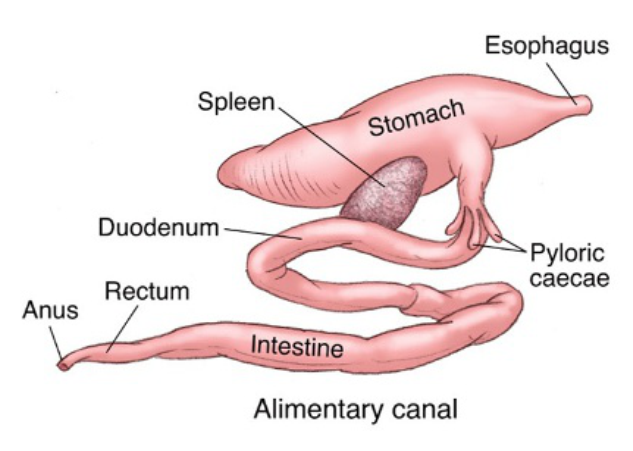 Esophagus
Spleen
Stomach
Duodenum
Pyloric
caecae
Rectum
Anus
Intestine
Alimentary canal